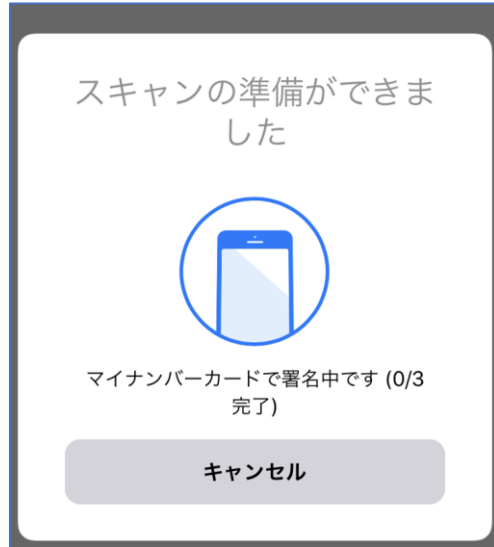 スキャンの準備ができま
した
マイナンバーカードで署名中です (0/3
完了)
キャンセル